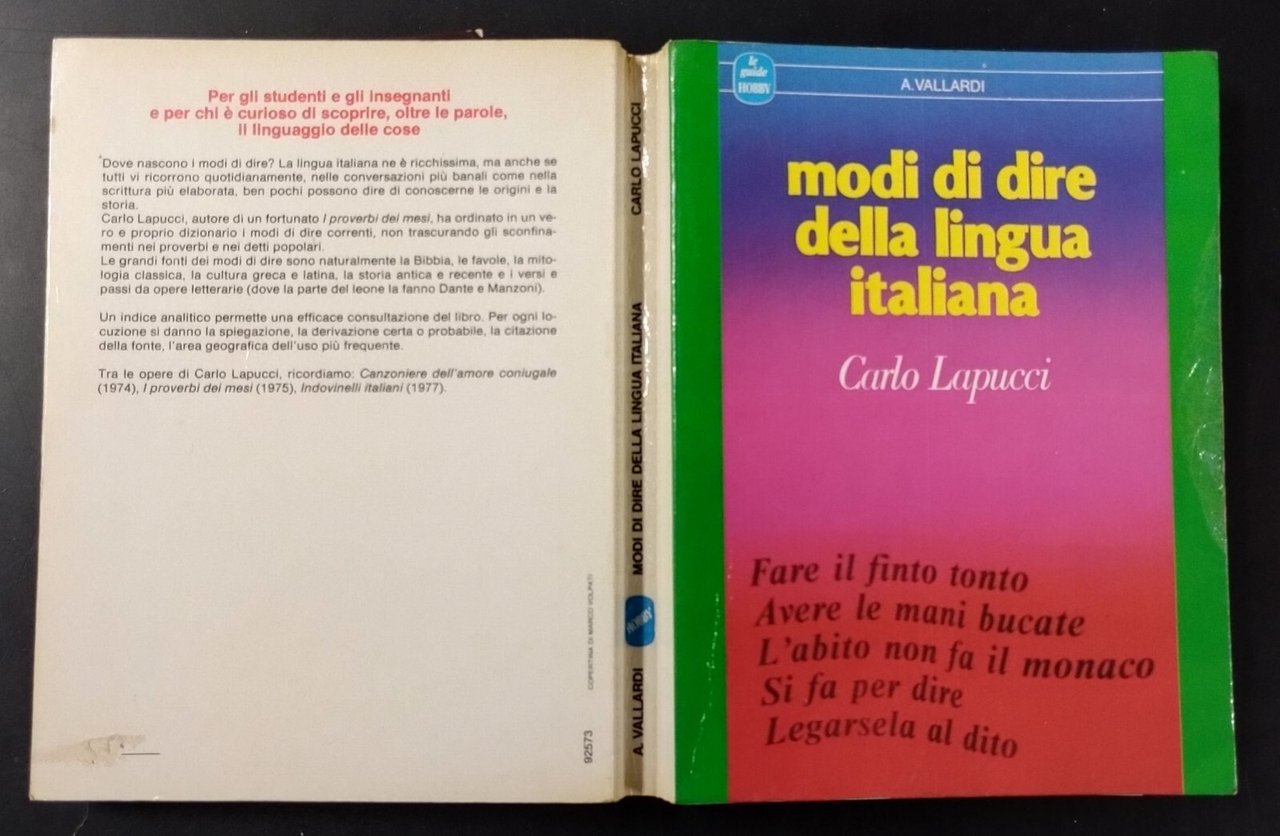 Per gli studenti e gli insegnanti
e per chi è curioso di scoprire, oltre le parole,
il linguaggio delle cose
Dove nascono i modi di dire? La lingua italiana ne è ricchissima, ma anche se
tutti vi ricorrono quotidianamente, nelle conversazioni più banali come nella
scrittura più elaborata, ben pochi possono dire di conoscerne le origini e la
storia.
Carlo Lapucci, autore di un fortunato I proverbi dei mesi, ha ordinato in un ve-
ro e proprio dizionario i modi di dire correnti, non trascurando gli sconfina-
menti nei proverbi e nei detti popolari.
Le grandi fonti dei modi di dire sono naturalmente la Bibbia, le favole, la mito-
logia classica, la cultura greca e latina, la storia antica e recente e i versi e
passi da opere letterarie (dove la parte del leone la fanno Dante e Manzoni).
Un indice analitico permette una efficace consultazione del libro. Per ogni lo-
cuzione si danno la spiegazione, la derivazione certa o probabile, la citazione
della fonte, l'area geografica dell'uso più frequente.
Tra le opere di Carlo Lapucci, ricordiamo: Canzoniere dell'amore coniugale
(1974), I proverbi dei mesi (1975), Indovinelli italiani (1977).
COPERTINA DI MARCO VOLPATI
92573
A. VALLARDI HOBBY MODI DI DIRE DELLA LINGUA ITALIANA CARLO LAPUCCI
le
guide
HOBBY
A. VALLARDI
modi di dire
della lingua
italiana
Carlo Lapucci
Fare il finto tonto
Avere le mani bucate
L'abito non fa il monaco
Si fa per dire
Legarsela al dito